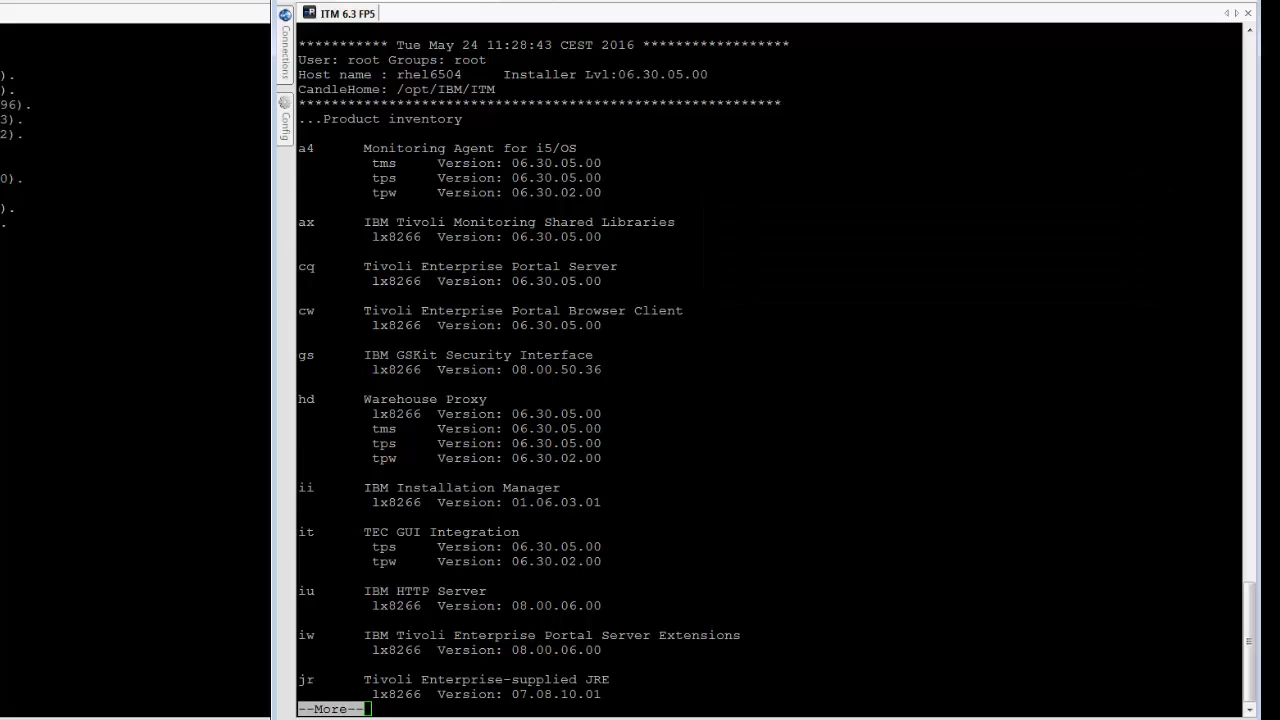 ITM 6.3 FP5
Connections
Config
).
).
96).
3).
2).
0).
).
.
*********** Tue May 24 11:28:41 CEST 2016 ******************
User: root Groups: root
Host name : rhel6504     Installer Lvl:06.30.05.00
CandleHome: /opt/IBM/ITM
***********************************************************
...Product inventory
a4      Monitoring Agent for i5/OS
tms     Version: 06.30.05.00
tps     Version: 06.30.05.00
tpw     Version: 06.30.02.00
ax      IBM Tivoli Monitoring Shared Libraries
lx8266  Version: 06.30.05.00
cq      Tivoli Enterprise Portal Server
lx8266  Version: 06.30.05.00
cw      Tivoli Enterprise Portal Browser Client
lx8266  Version: 06.30.05.00
gs      IBM GSKit Security Interface
lx8266  Version: 08.00.50.36
hd      Warehouse Proxy
lx8266  Version: 06.30.05.00
tms     Version: 06.30.05.00
tps     Version: 06.30.05.00
tpw     Version: 06.30.02.00
ii      IBM Installation Manager
lx8266  Version: 01.06.03.01
it      TEC GUI Integration
tps     Version: 06.30.05.00
tpw     Version: 06.30.02.00
iu      IBM HTTP Server
lx8266  Version: 08.00.06.00
iw      IBM Tivoli Enterprise Portal Server Extensions
lx8266  Version: 08.00.06.00
jr      Tivoli Enterprise-supplied JRE
lx8266  Version: 07.08.10.01
--More--